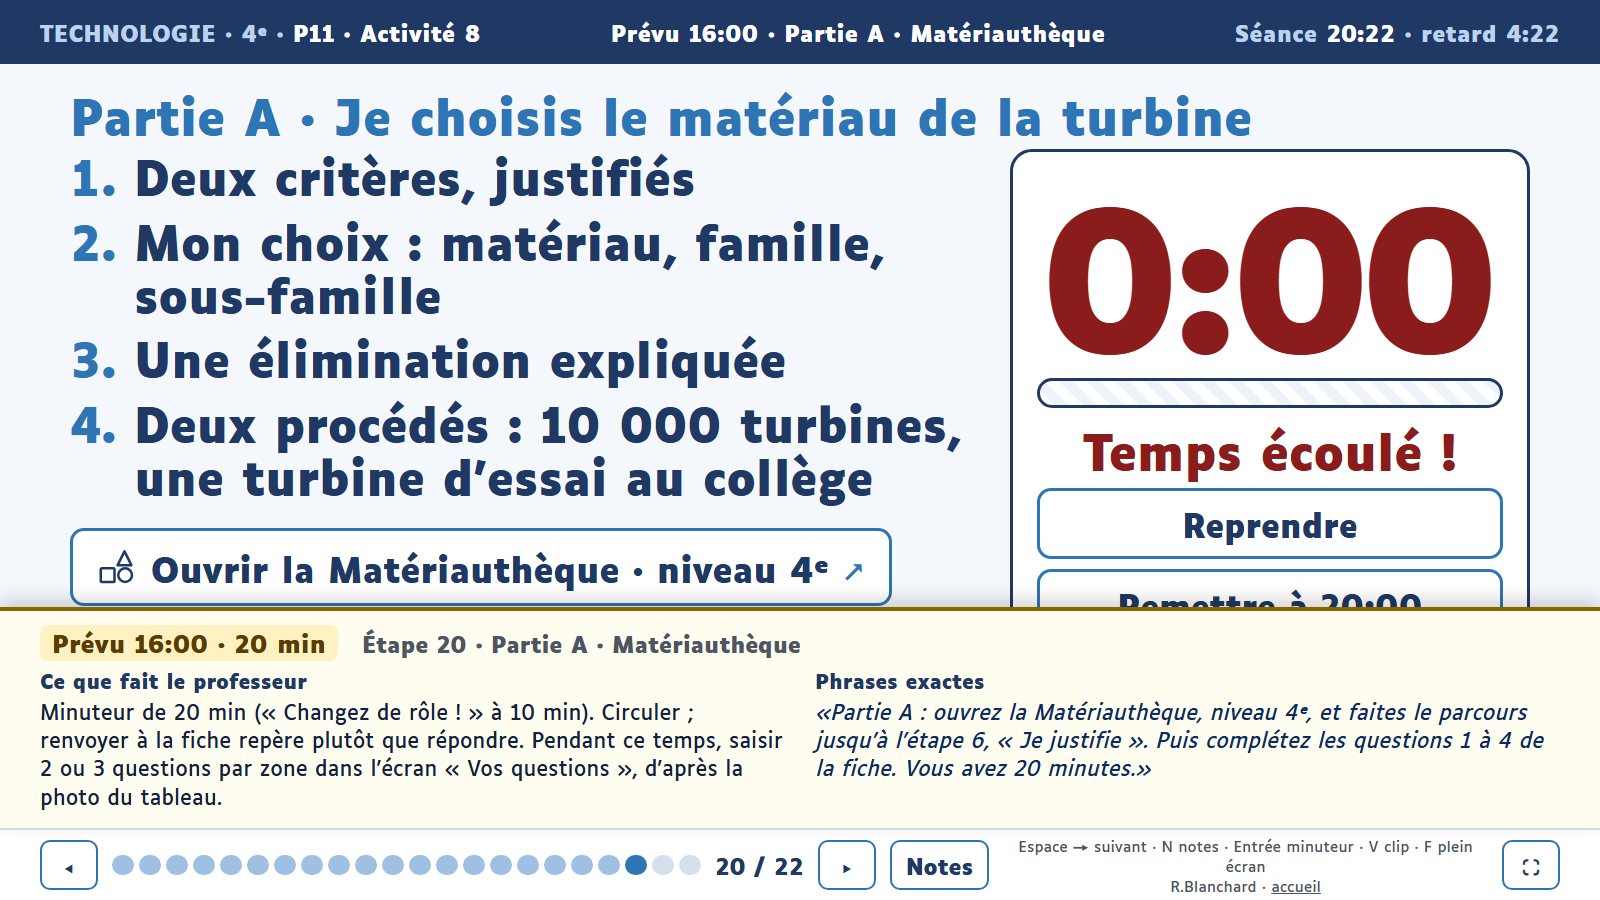 TECHNOLOGIE · 4ᵉ · P11 · Activité 8
Prévu 16:00 · Partie A · Matériauthèque
Séance 20:22 · retard 4:22
Partie A · Je choisis le matériau de la turbine
1. Deux critères, justifiés
2. Mon choix : matériau, famille,
sous-famille
3. Une élimination expliquée
4. Deux procédés : 10 000 turbines,
une turbine d’essai au collège
Ouvrir la Matériauthèque · niveau 4ᵉ ↗
0:00
Temps écoulé !
Reprendre
Remettre à 20:00
Prévu 16:00 · 20 min
Étape 20 · Partie A · Matériauthèque
Ce que fait le professeur
Minuteur de 20 min (« Changez de rôle ! » à 10 min). Circuler ;
renvoyer à la fiche repère plutôt que répondre. Pendant ce temps, saisir
2 ou 3 questions par zone dans l’écran « Vos questions », d’après la
photo du tableau.
Phrases exactes
«Partie A : ouvrez la Matériauthèque, niveau 4ᵉ, et faites le parcours
jusqu’à l’étape 6, « Je justifie ». Puis complétez les questions 1 à 4 de
la fiche. Vous avez 20 minutes.»
20 / 22
Notes
Espace → suivant · N notes · Entrée minuteur · V clip · F plein
écran
R.Blanchard · accueil